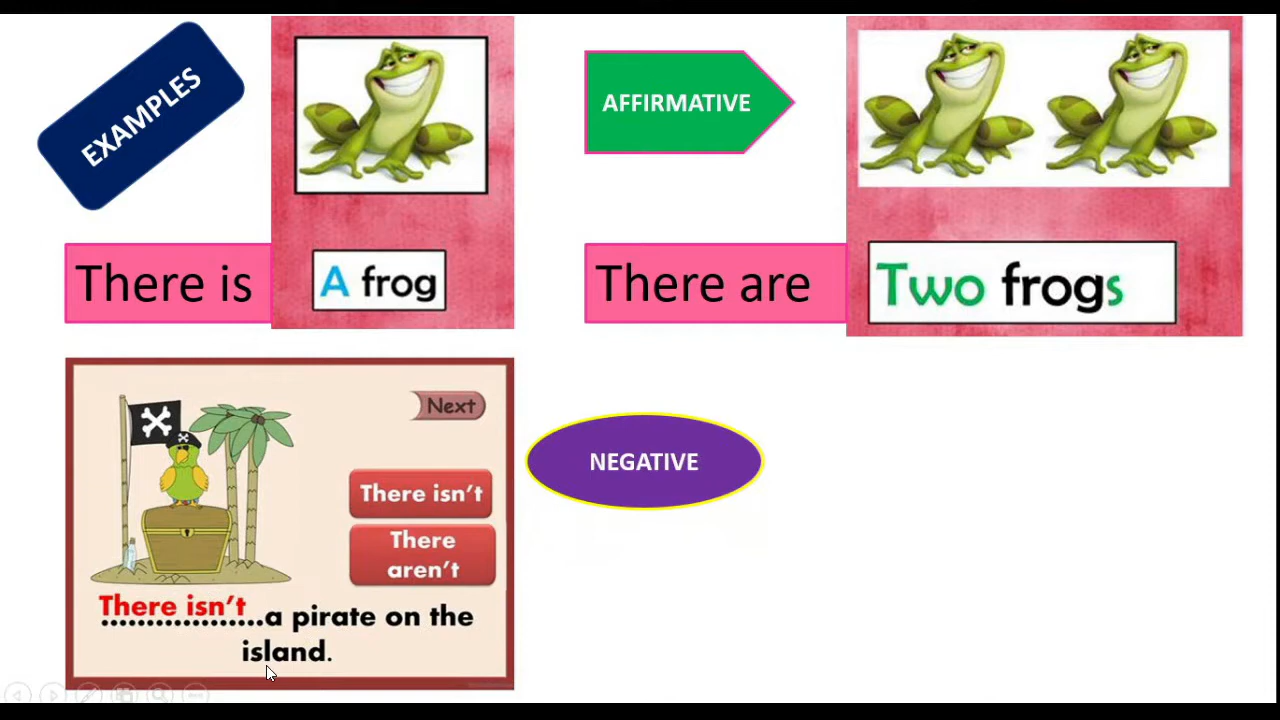 EXAMPLES
There is
A frog
AFFIRMATIVE
There are
Two frogs
Next
There isn't
There
aren't
There isn't
..................a pirate on the
island.
NEGATIVE